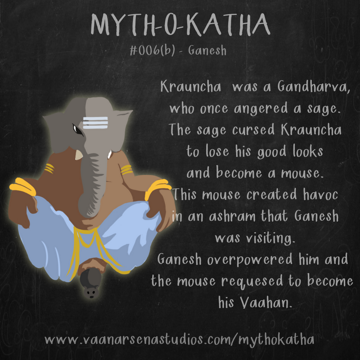 MYTH-O-KATHA
#006(b) - Ganesh
Krauncha was a Gandharva,
who once angered a sage.
The sage cursed Krauncha
to lose his good looks
and become a mouse.
This mouse created havoc
in an ashram that Ganesh
was visiting.
Ganesh overpowered him and
the mouse requesed to become
his Vaahan.
www.vaanarsenastudios.com/mythokatha